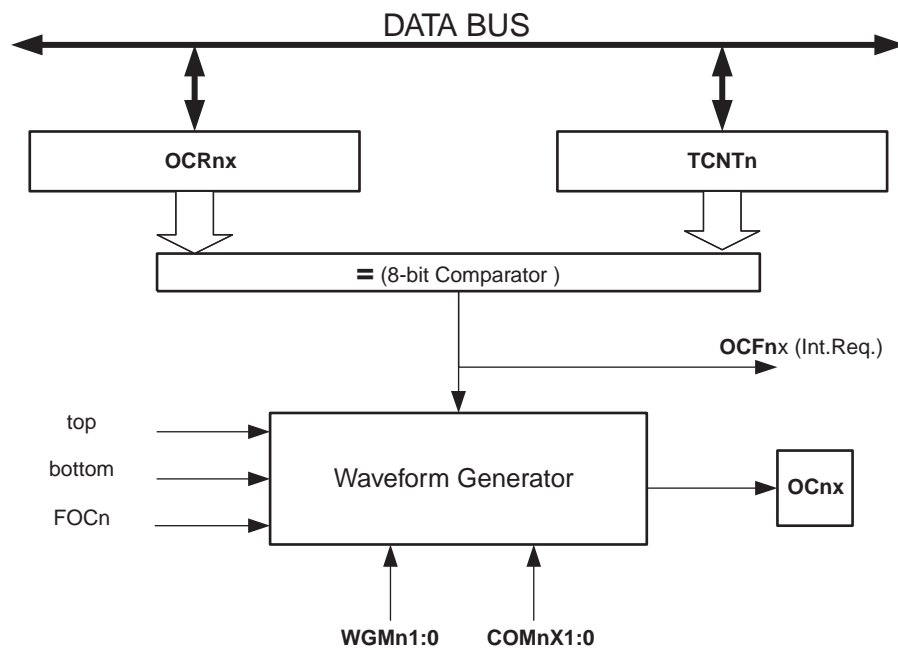 DATA BUS
OCRnx
TCNTn
= (8-bit Comparator )
OCFnx (Int.Req.)
top
bottom
FOCn
Waveform Generator
OCnx
WGMn1:0
COMnX1:0